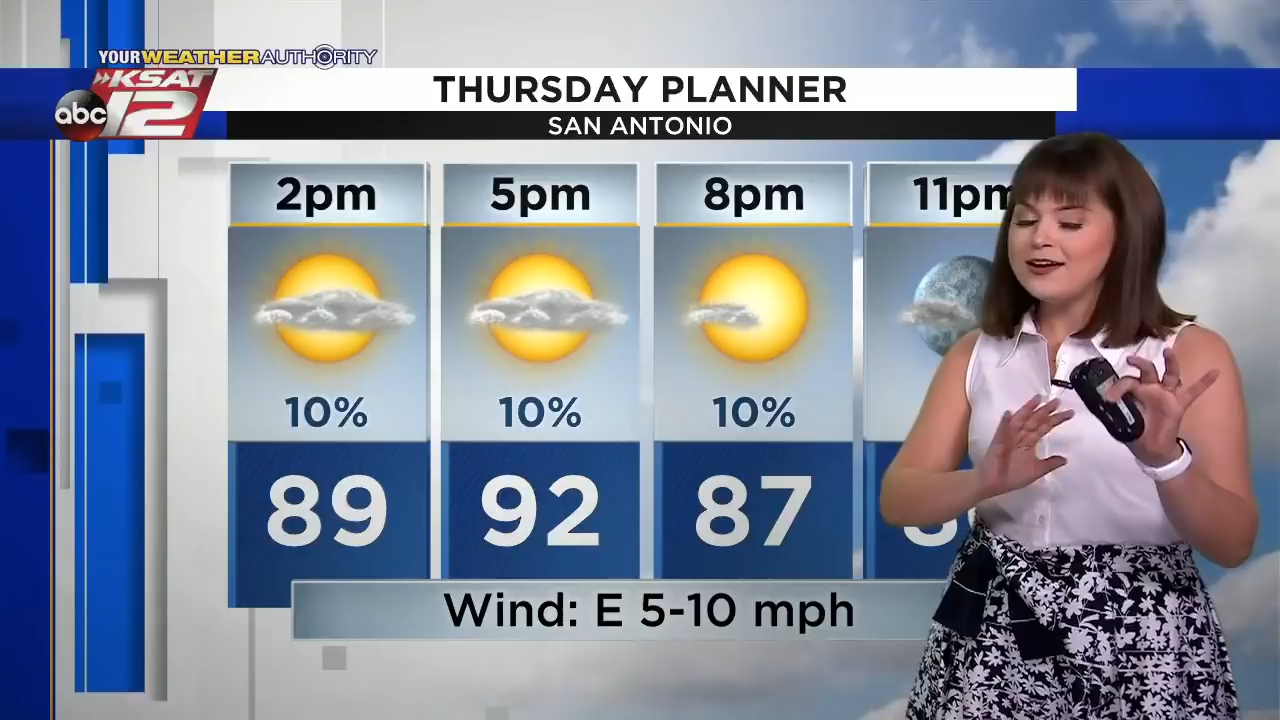 YOURWEATHERAUTHORITY
KSAT
abc
12
THURSDAY PLANNER
SAN ANTONIO
2pm
5pm
8pm
11pm
10%
10%
10%
89
92
87
Wind: E 5-10 mph